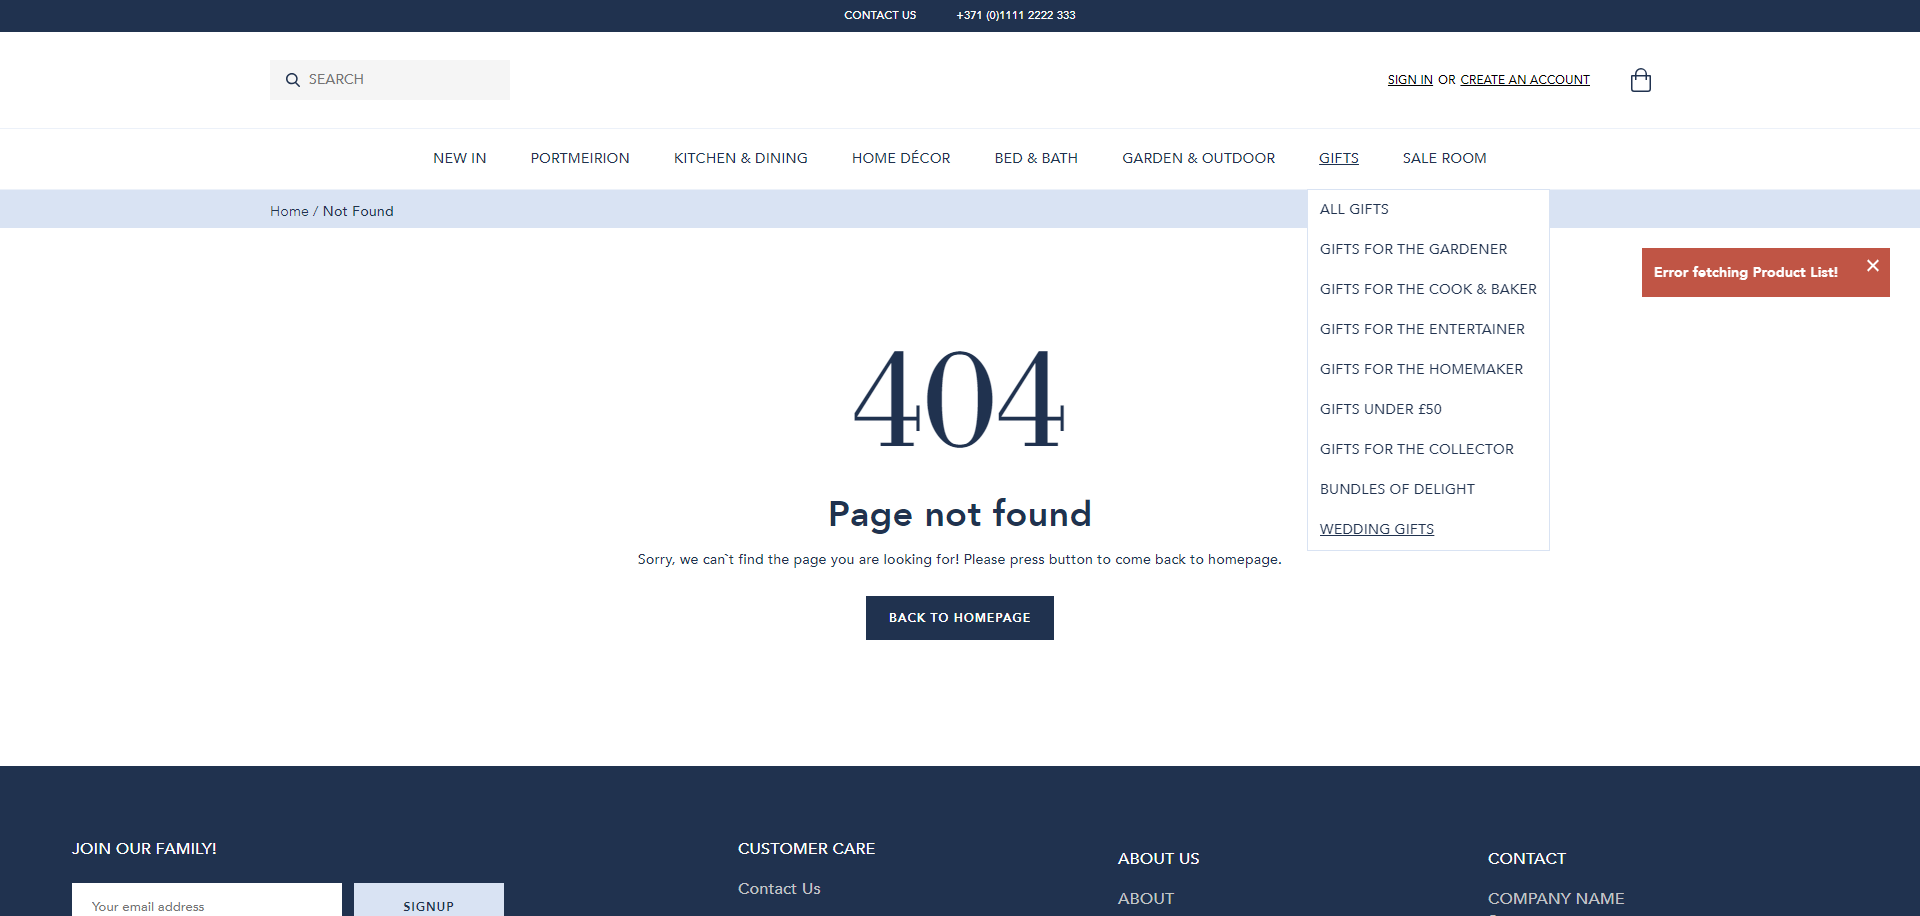 CONTACT US +371 (0)1111 2222 333
SEARCH
SIGN IN OR CREATE AN ACCOUNT
NEW IN PORTMEIRION KITCHEN & DINING HOME DÉCOR BED & BATH GARDEN & OUTDOOR GIFTS SALE ROOM
Home / Not Found
ALL GIFTS
GIFTS FOR THE GARDENER
GIFTS FOR THE COOK & BAKER
GIFTS FOR THE ENTERTAINER
GIFTS FOR THE HOMEMAKER
GIFTS UNDER £50
GIFTS FOR THE COLLECTOR
BUNDLES OF DELIGHT
WEDDING GIFTS
Error fetching Product List!
404
Page not found
Sorry, we can`t find the page you are looking for! Please press button to come back to homepage.
BACK TO HOMEPAGE
JOIN OUR FAMILY!
Your email address
SIGNUP
CUSTOMER CARE
Contact Us
ABOUT US
ABOUT
CONTACT
COMPANY NAME